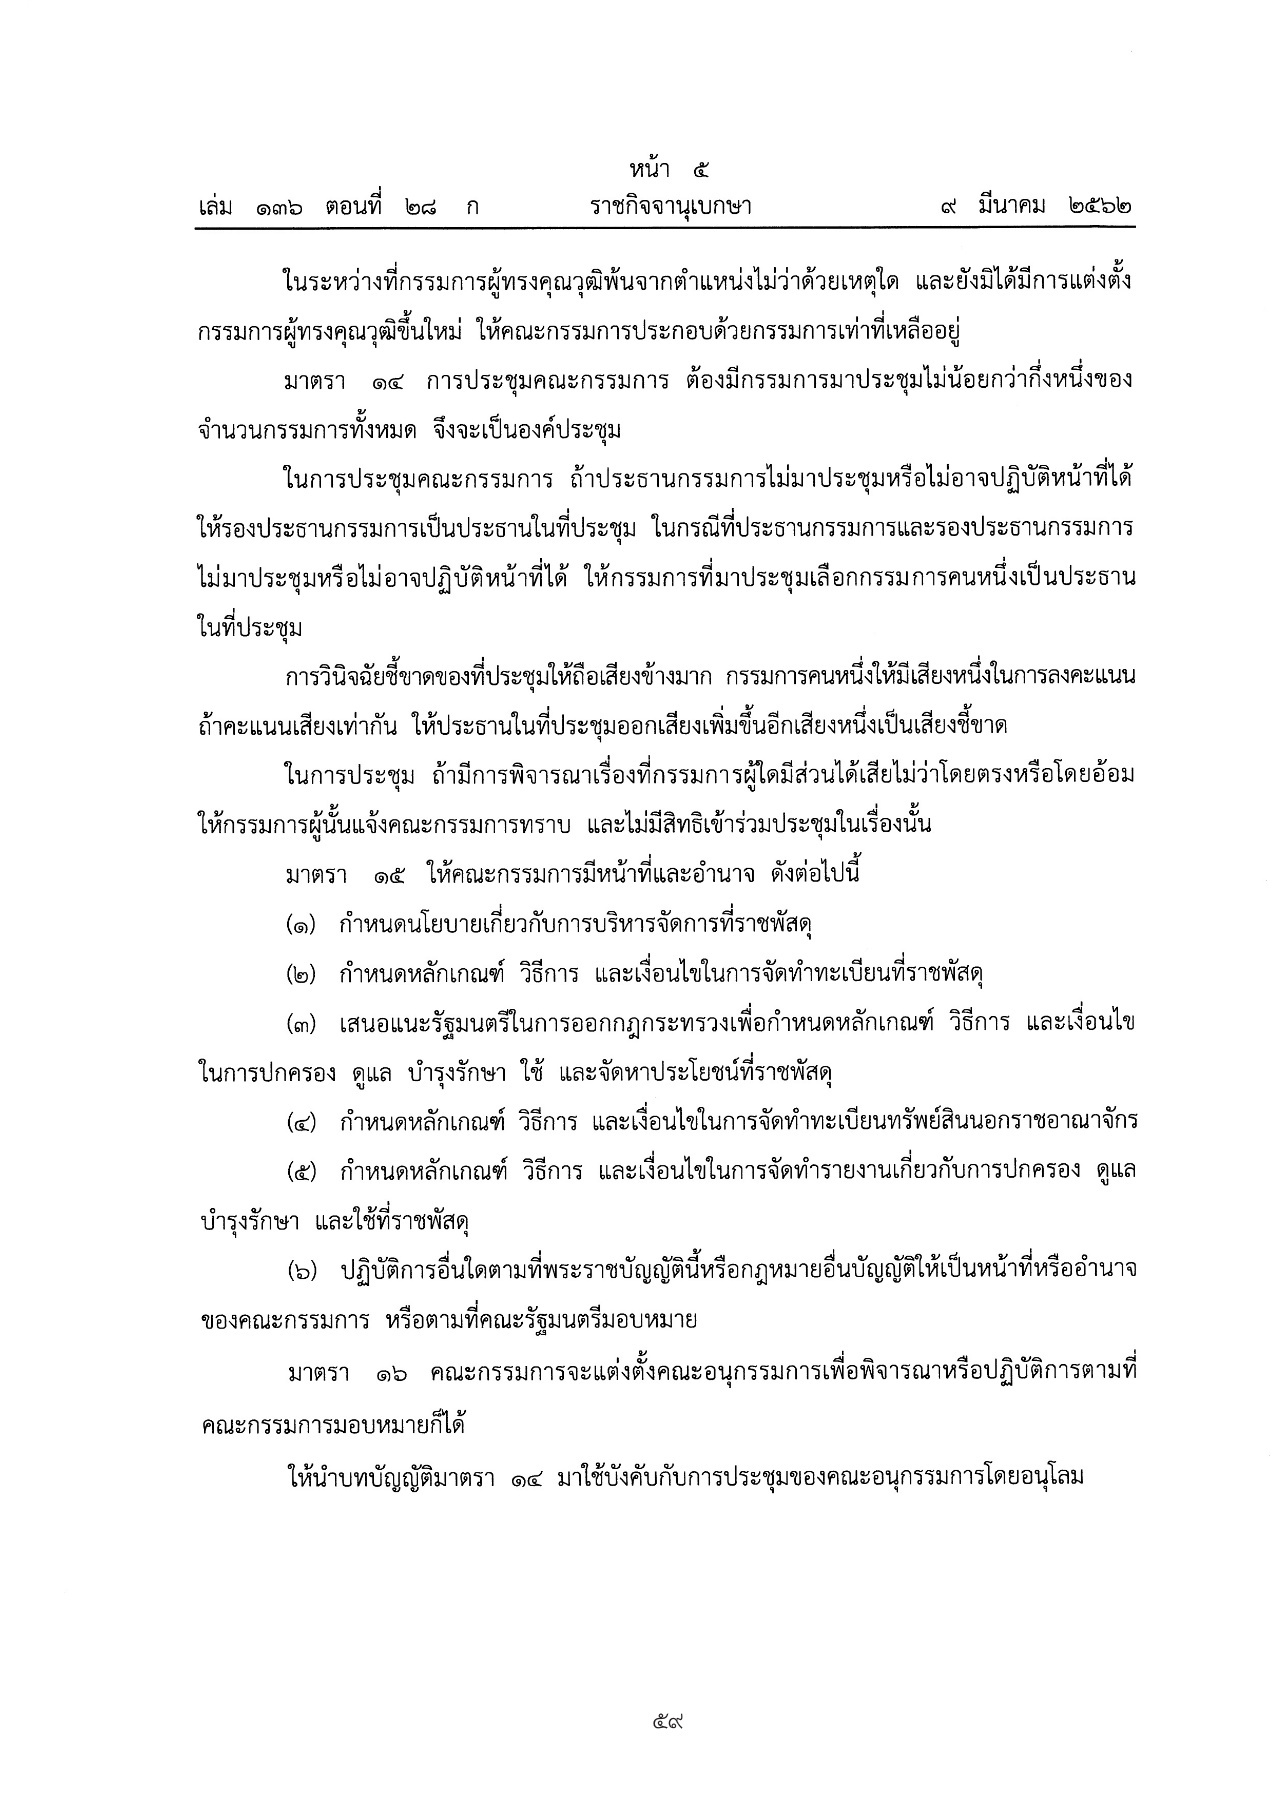 หน้า ๕
เล่ม ๑๓๖ ตอนที่ ๒๘ ก ราชกิจจานุเบกษา ๙ มีนาคม ๒๕๖๒
ในระหว่างที่กรรมการผู้ทรงคุณวุฒิพ้นจากตำแหน่งไม่ว่าด้วยเหตุใด และยังมิได้มีการแต่งตั้ง
กรรมการผู้ทรงคุณวุฒิขึ้นใหม่ ให้คณะกรรมการประกอบด้วยกรรมการเท่าที่เหลืออยู่
มาตรา ๑๔ การประชุมคณะกรรมการ ต้องมีกรรมการมาประชุมไม่น้อยกว่ากึ่งหนึ่งของ
จำนวนกรรมการทั้งหมด จึงจะเป็นองค์ประชุม
ในการประชุมคณะกรรมการ ถ้าประธานกรรมการไม่มาประชุมหรือไม่อาจปฏิบัติหน้าที่ได้
ให้รองประธานกรรมการเป็นประธานในที่ประชุม ในกรณีที่ประธานกรรมการและรองประธานกรรมการ
ไม่มาประชุมหรือไม่อาจปฏิบัติหน้าที่ได้ ให้กรรมการที่มาประชุมเลือกกรรมการคนหนึ่งเป็นประธาน
ในที่ประชุม
การวินิจฉัยชี้ขาดของที่ประชุมให้ถือเสียงข้างมาก กรรมการคนหนึ่งให้มีเสียงหนึ่งในการลงคะแนน
ถ้าคะแนนเสียงเท่ากัน ให้ประธานในที่ประชุมออกเสียงเพิ่มขึ้นอีกเสียงหนึ่งเป็นเสียงชี้ขาด
ในการประชุม ถ้ามีการพิจารณาเรื่องที่กรรมการผู้ใดมีส่วนได้เสียไม่ว่าโดยตรงหรือโดยอ้อม
ให้กรรมการผู้นั้นแจ้งคณะกรรมการทราบ และไม่มีสิทธิเข้าร่วมประชุมในเรื่องนั้น
มาตรา ๑๕ ให้คณะกรรมการมีหน้าที่และอำนาจ ดังต่อไปนี้
(๑) กำหนดนโยบายเกี่ยวกับการบริหารจัดการที่ราชพัสดุ
(๒) กำหนดหลักเกณฑ์ วิธีการ และเงื่อนไขในการจัดทำทะเบียนที่ราชพัสดุ
(๓) เสนอแนะรัฐมนตรีในการออกกฎกระทรวงเพื่อกำหนดหลักเกณฑ์ วิธีการ และเงื่อนไข
ในการปกครอง ดูแล บำรุงรักษา ใช้ และจัดหาประโยชน์ที่ราชพัสดุ
(๔) กำหนดหลักเกณฑ์ วิธีการ และเงื่อนไขในการจัดทำทะเบียนทรัพย์สินนอกราชอาณาจักร
(๕) กำหนดหลักเกณฑ์ วิธีการ และเงื่อนไขในการจัดทำรายงานเกี่ยวกับการปกครอง ดูแล
บำรุงรักษา และใช้ที่ราชพัสดุ
(๖) ปฏิบัติการอื่นใดตามที่พระราชบัญญัตินี้หรือกฎหมายอื่นบัญญัติให้เป็นหน้าที่หรืออำนาจ
ของคณะกรรมการ หรือตามที่คณะรัฐมนตรีมอบหมาย
มาตรา ๑๖ คณะกรรมการจะแต่งตั้งคณะอนุกรรมการเพื่อพิจารณาหรือปฏิบัติการตามที่
คณะกรรมการมอบหมายก็ได้
ให้นำบทบัญญัติมาตรา ๑๔ มาใช้บังคับกับการประชุมของคณะอนุกรรมการโดยอนุโลม
๕๙